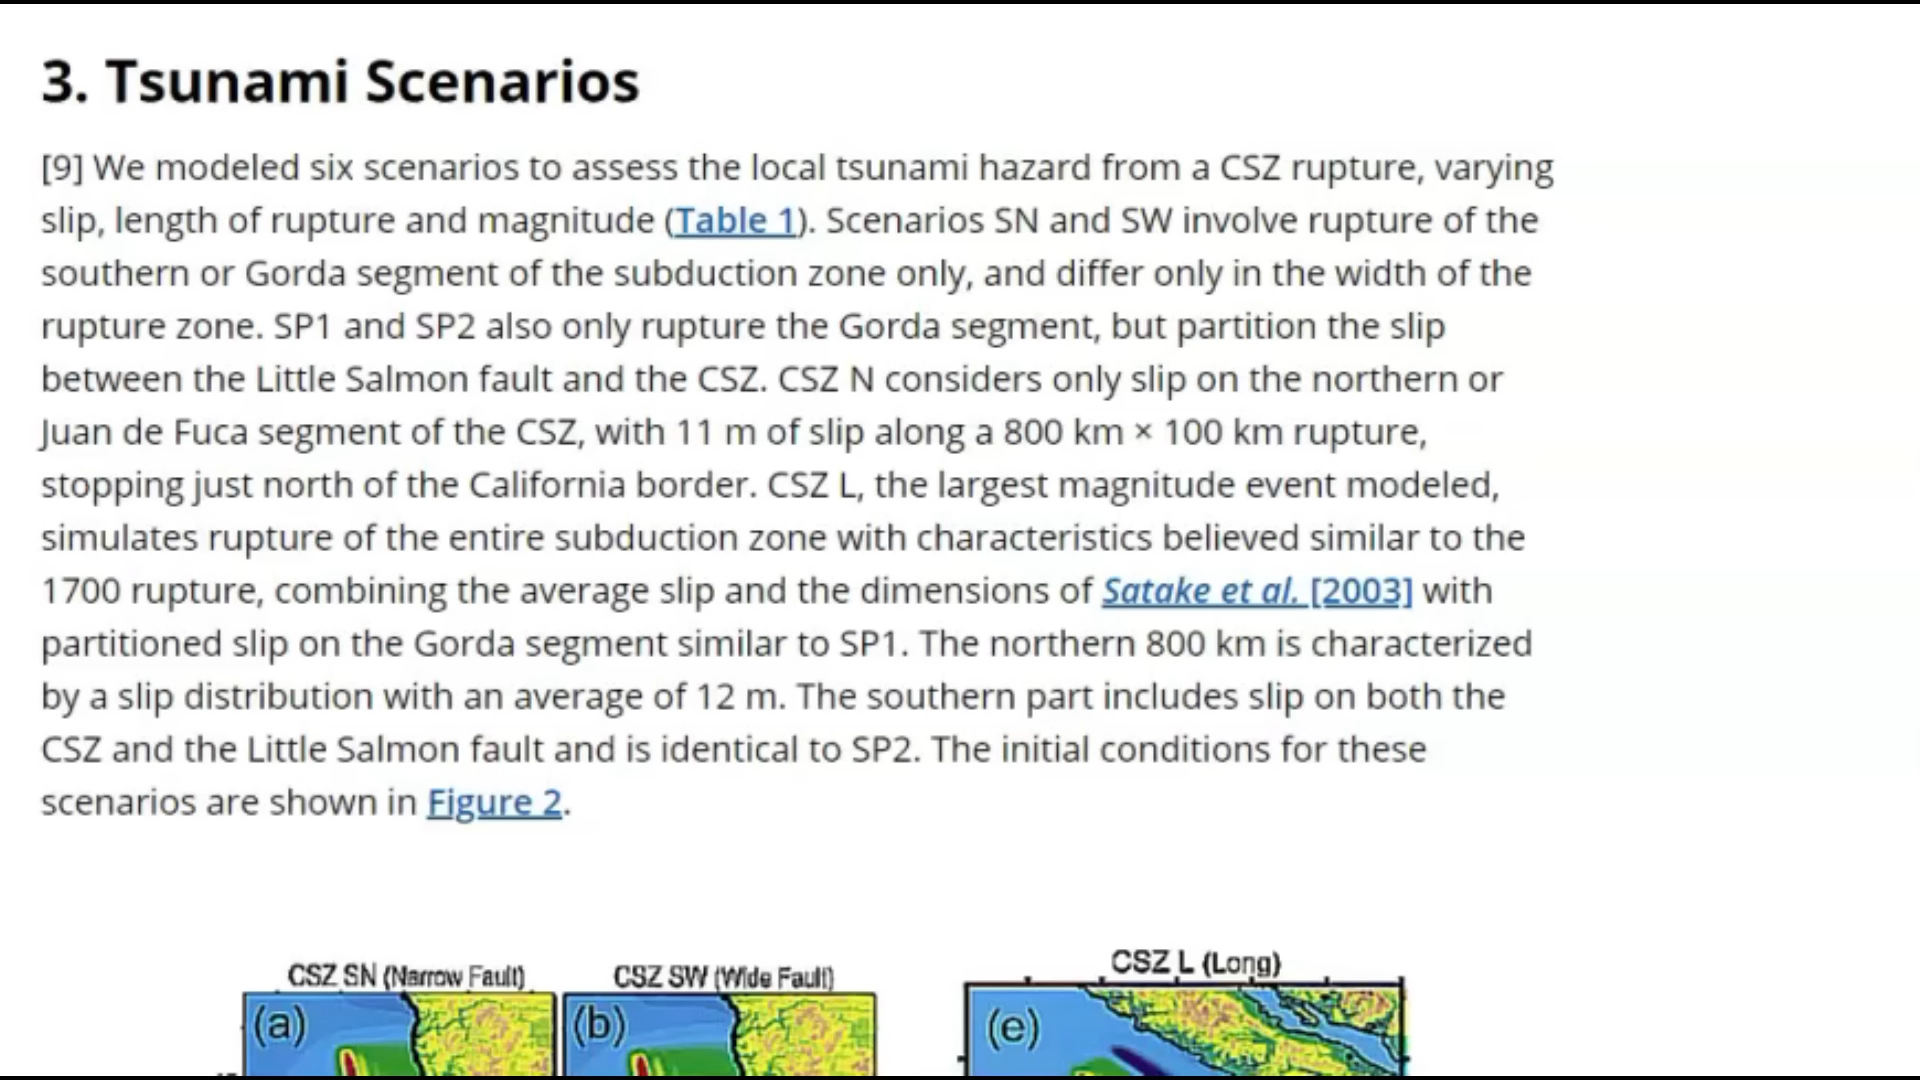 3. Tsunami Scenarios
[9] We modeled six scenarios to assess the local tsunami hazard from a CSZ rupture, varying
slip, length of rupture and magnitude (Table 1). Scenarios SN and SW involve rupture of the
southern or Gorda segment of the subduction zone only, and differ only in the width of the
rupture zone. SP1 and SP2 also only rupture the Gorda segment, but partition the slip
between the Little Salmon fault and the CSZ. CSZ N considers only slip on the northern or
Juan de Fuca segment of the CSZ, with 11 m of slip along a 800 km × 100 km rupture,
stopping just north of the California border. CSZ L, the largest magnitude event modeled,
simulates rupture of the entire subduction zone with characteristics believed similar to the
1700 rupture, combining the average slip and the dimensions of Satake et al. [2003] with
partitioned slip on the Gorda segment similar to SP1. The northern 800 km is characterized
by a slip distribution with an average of 12 m. The southern part includes slip on both the
CSZ and the Little Salmon fault and is identical to SP2. The initial conditions for these
scenarios are shown in Figure 2.
CSZ SN (Narrow Fault)
CSZ SW (Wide Fault)
CSZ L (Long)
(a)
(b)
(e)